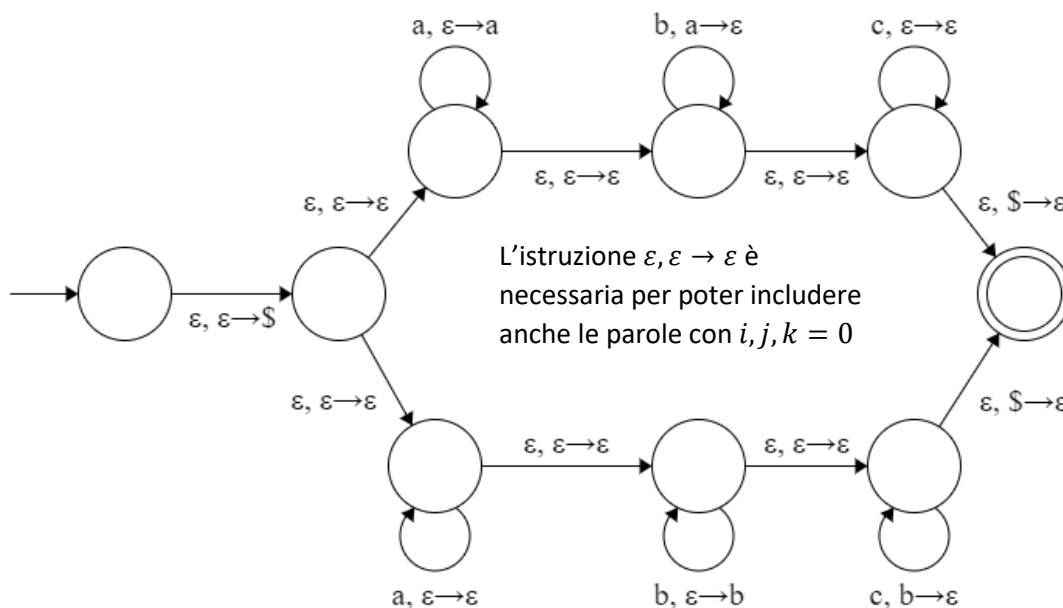 a, ε→a
b, a→ε
c, ε→ε
ε, ε→ε
ε, ε→ε
ε, ε→ε
ε, $→ε
L’istruzione 𝜀, 𝜀 → 𝜀 è
necessaria per poter includere
anche le parole con 𝑖, 𝑗, 𝑘 = 0
ε, ε→$
ε, ε→ε
ε, $→ε
ε, ε→ε
ε, ε→ε
a, ε→ε
b, ε→b
c, b→ε